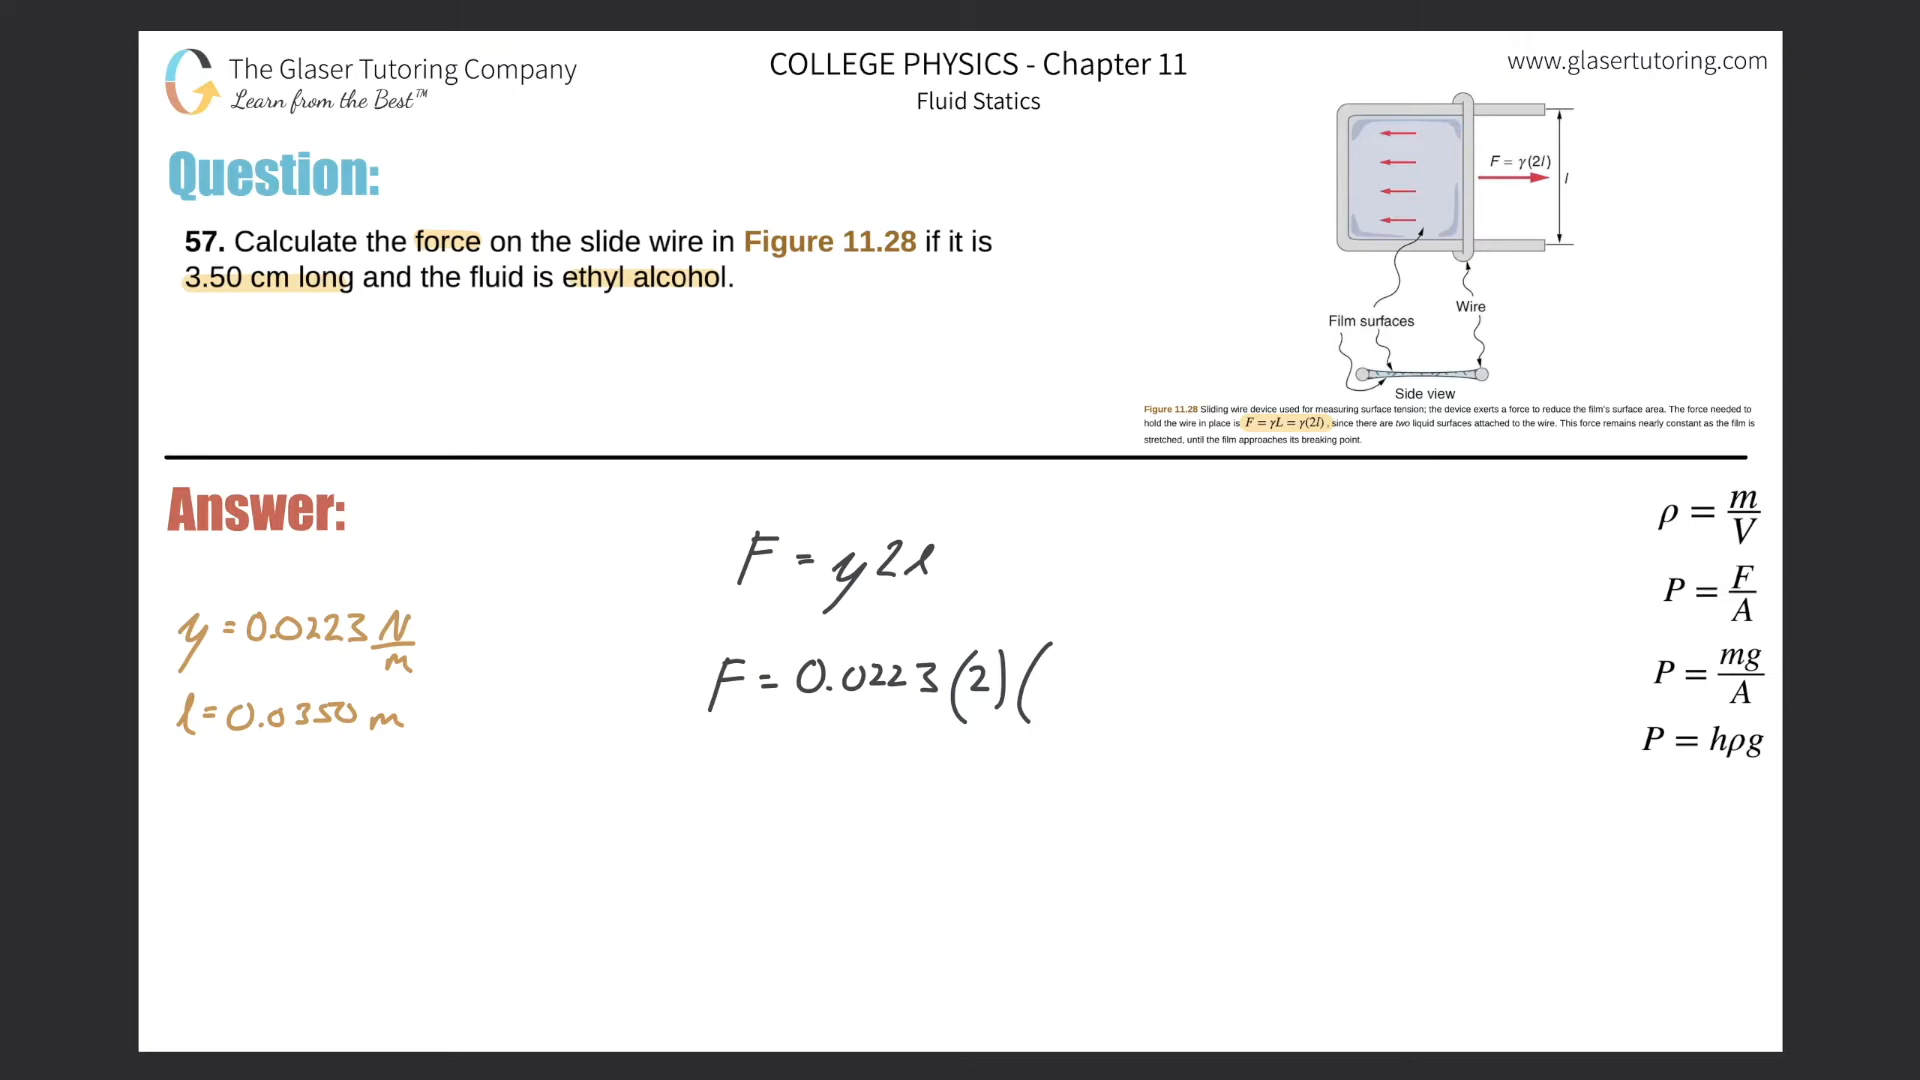 The Glaser Tutoring Company
Learn from the Best™
COLLEGE PHYSICS - Chapter 11
Fluid Statics
www.glasertutoring.com
Question:
57. Calculate the force on the slide wire in Figure 11.28 if it is
3.50 cm long and the fluid is ethyl alcohol.
F = γ(2l)
l
Wire
Film surfaces
Side view
Figure 11.28 Sliding wire device used for measuring surface tension; the device exerts a force to reduce the film's surface area. The force needed to
hold the wire in place is F = γL = γ(2l), since there are two liquid surfaces attached to the wire. This force remains nearly constant as the film is
stretched, until the film approaches its breaking point.
Answer:
γ = 0.0223 N/m
l = 0.0350 m
F = γ2l
F = 0.0223(2)(
ρ = m/V
P = F/A
P = mg/A
P = hρg